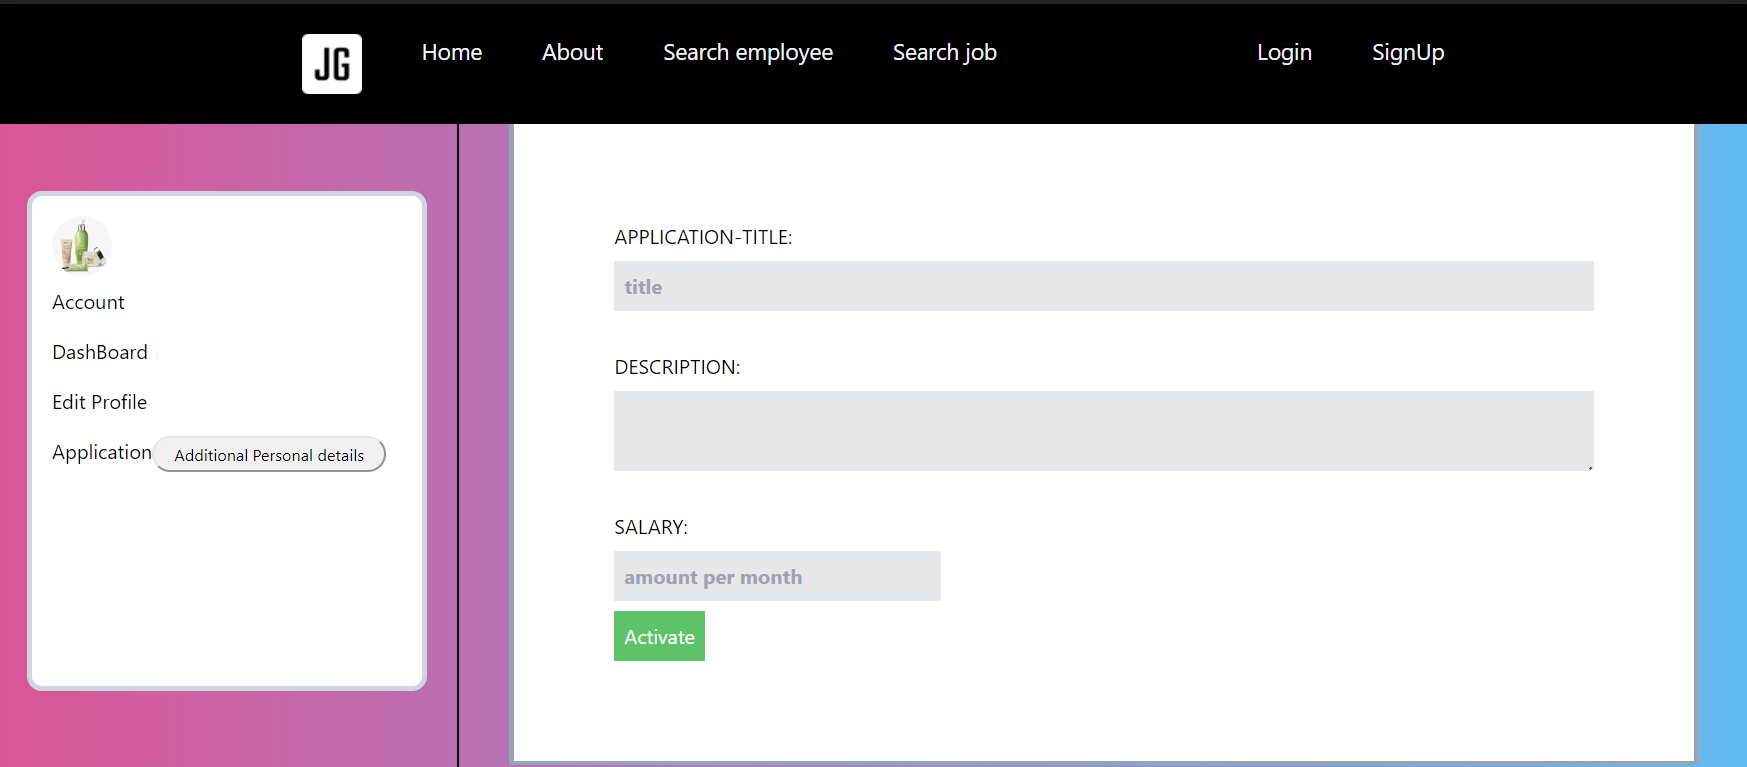 JG Home About Search employee Search job Login SignUp
Account
DashBoard
Edit Profile
Application Additional Personal details
APPLICATION-TITLE:
title
DESCRIPTION:
SALARY:
amount per month
Activate